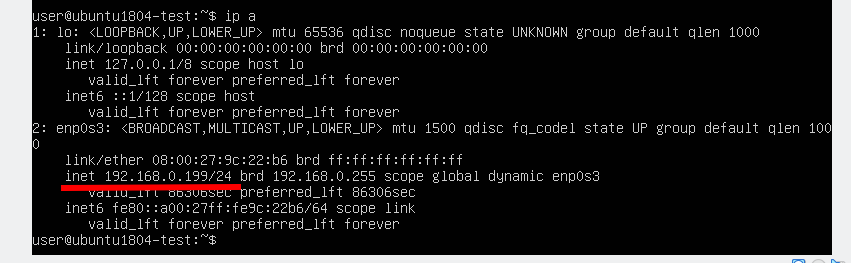 user@ubuntu1804-test:~$ ip a
1: lo: <LOOPBACK,UP,LOWER_UP> mtu 65536 qdisc noqueue state UNKNOWN group default qlen 1000
link/loopback 00:00:00:00:00:00 brd 00:00:00:00:00:00
inet 127.0.0.1/8 scope host lo
valid_lft forever preferred_lft forever
inet6 ::1/128 scope host
valid_lft forever preferred_lft forever
2: enp0s3: <BROADCAST,MULTICAST,UP,LOWER_UP> mtu 1500 qdisc fq_codel state UP group default qlen 100
0
link/ether 08:00:27:9c:22:b6 brd ff:ff:ff:ff:ff:ff
inet 192.168.0.199/24 brd 192.168.0.255 scope global dynamic enp0s3
valid_lft 86306sec preferred_lft 86306sec
inet6 fe80::a00:27ff:fe9c:22b6/64 scope link
valid_lft forever preferred_lft forever
user@ubuntu1804-test:~$